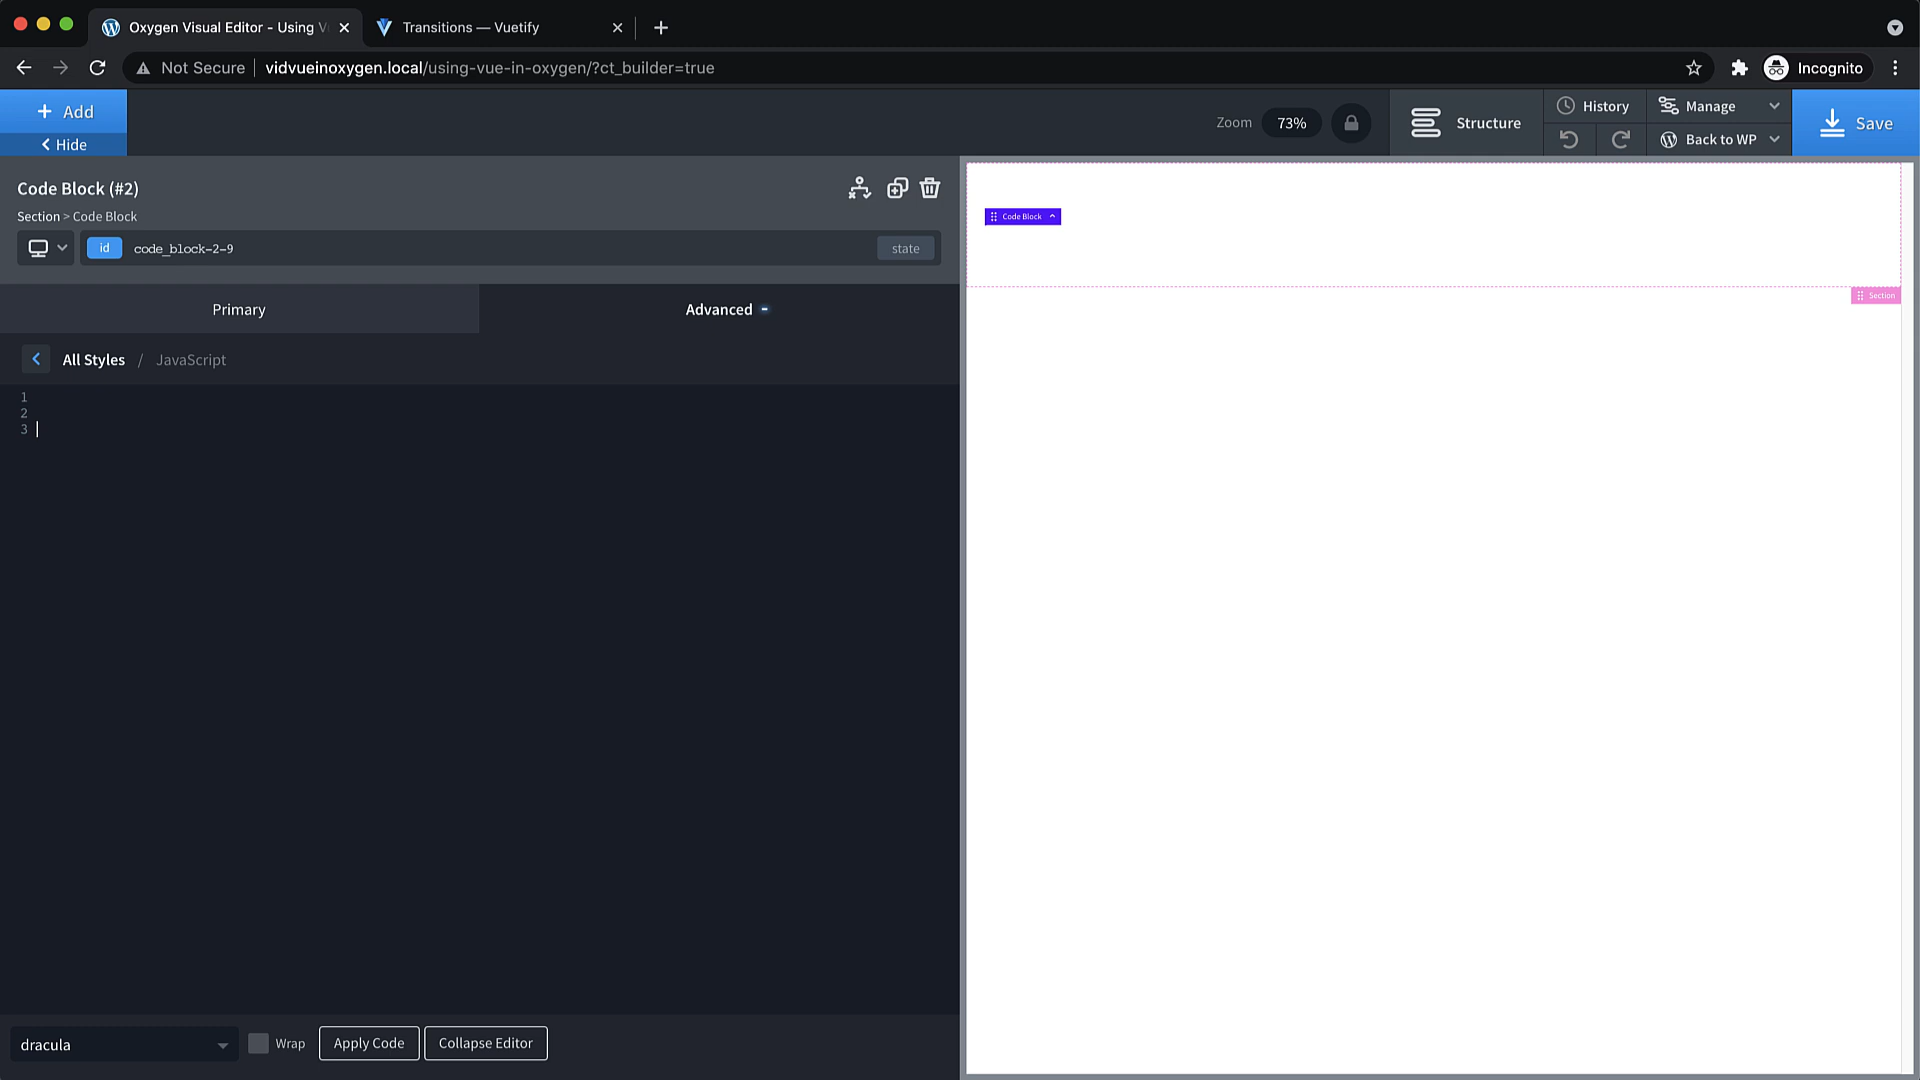 Oxygen Visual Editor - Using V
Transitions — Vuetify
Not Secure
vidvueinoxygen.local/using-vue-in-oxygen/?ct_builder=true
Incognito
+ Add
Hide
Zoom
73%
Structure
History
Manage
Back to WP
Save
Code Block (#2)
Section > Code Block
id
code_block-2-9
state
Primary
Advanced
All Styles / JavaScript
1
2
3
dracula
Wrap
Apply Code
Collapse Editor
Code Block
Section